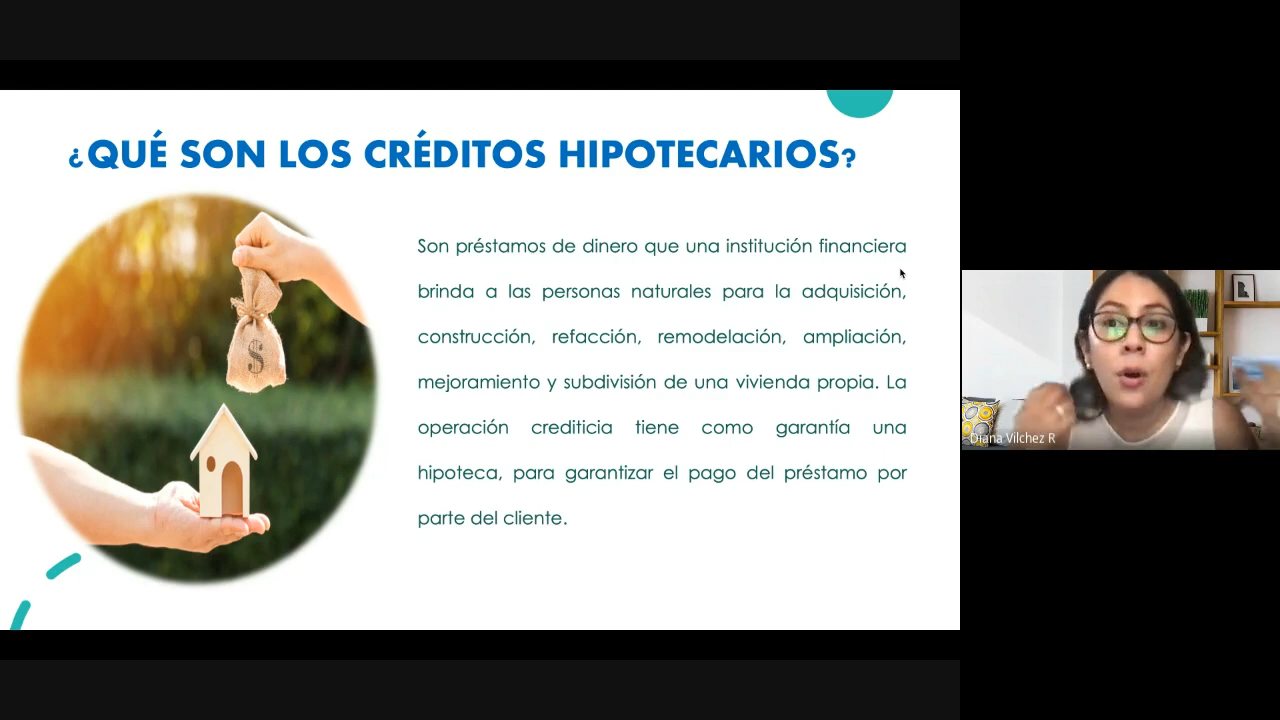 ¿QUÉ SON LOS CRÉDITOS HIPOTECARIOS?
Son préstamos de dinero que una institución financiera
brinda a las personas naturales para la adquisición,
construcción, refacción, remodelación, ampliación,
mejoramiento y subdivisión de una vivienda propia. La
operación crediticia tiene como garantía una
hipoteca, para garantizar el pago del préstamo por
parte del cliente.
$
Diana Vilchez R